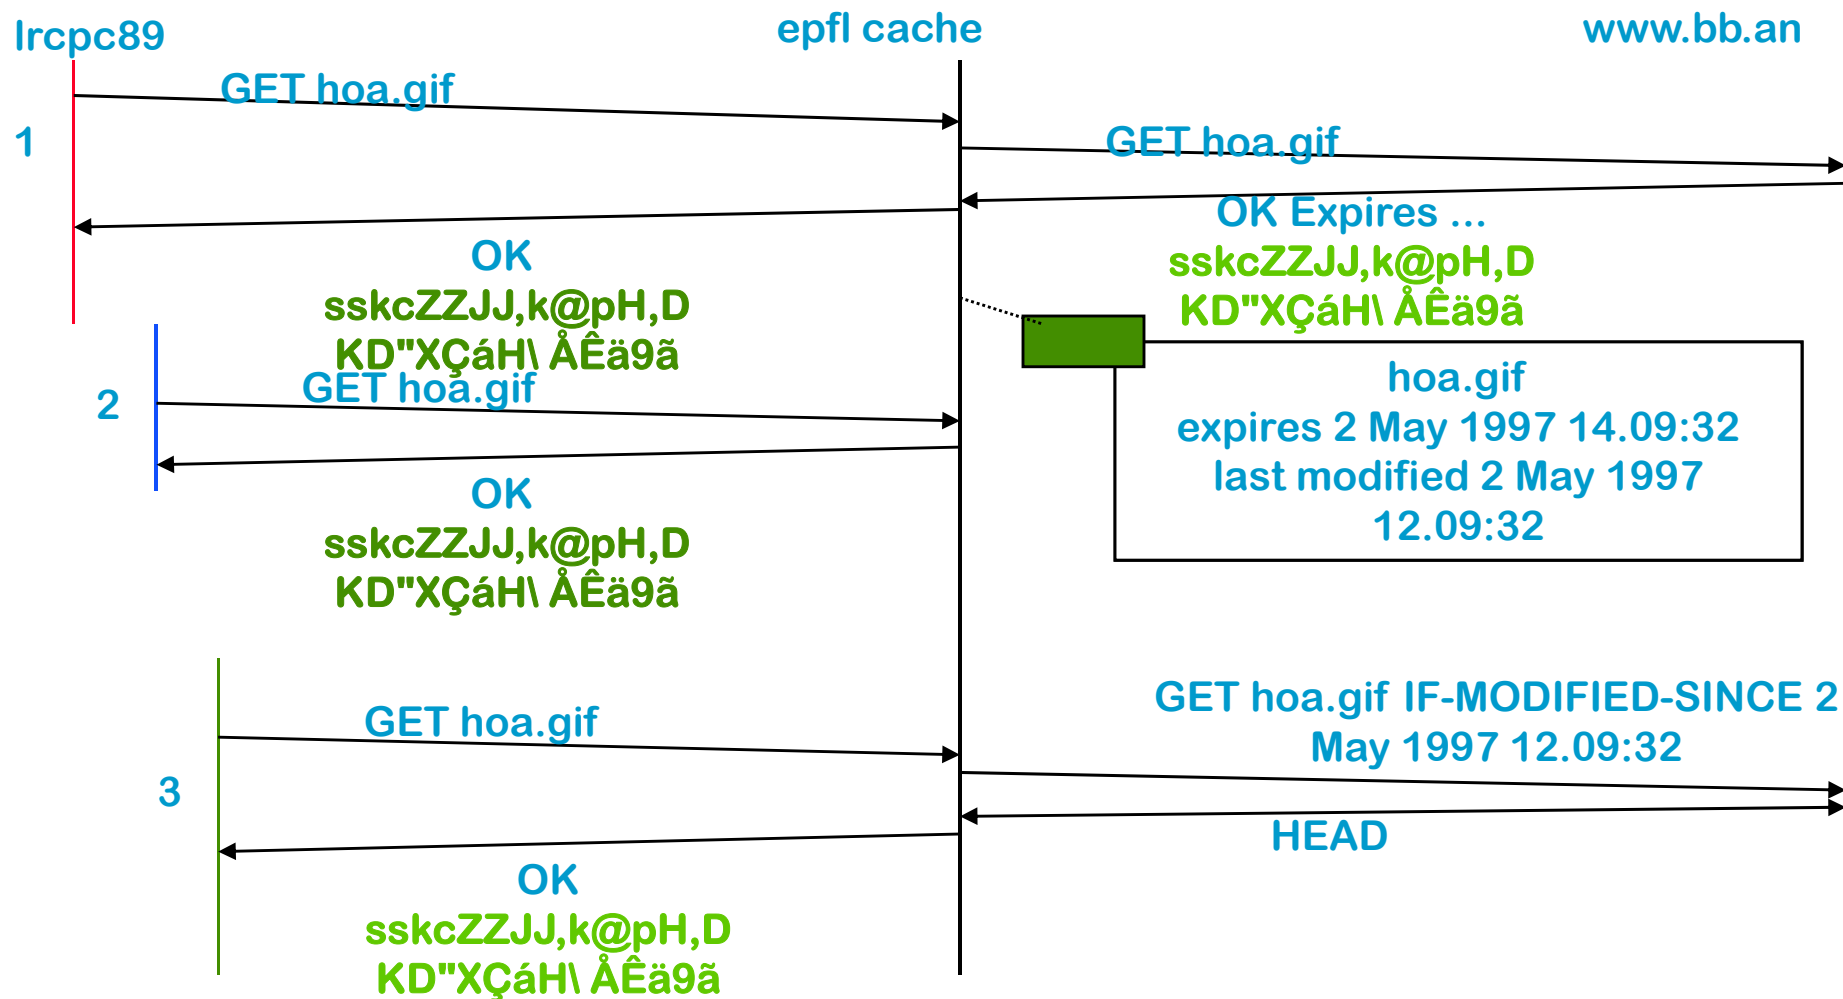 lrcpc89
epfl cache
www.bb.an
GET hoa.gif
1
GET hoa.gif
OK Expires ...
sskcZZJJ,k@pH,D
KD"XÇáH\ ÅÊä9ã
OK
sskcZZJJ,k@pH,D
KD"XÇáH\ ÅÊä9ã
2
GET hoa.gif
hoa.gif
expires 2 May 1997 14.09:32
last modified 2 May 1997
12.09:32
OK
sskcZZJJ,k@pH,D
KD"XÇáH\ ÅÊä9ã
GET hoa.gif
GET hoa.gif IF-MODIFIED-SINCE 2
May 1997 12.09:32
3
HEAD
OK
sskcZZJJ,k@pH,D
KD"XÇáH\ ÅÊä9ã